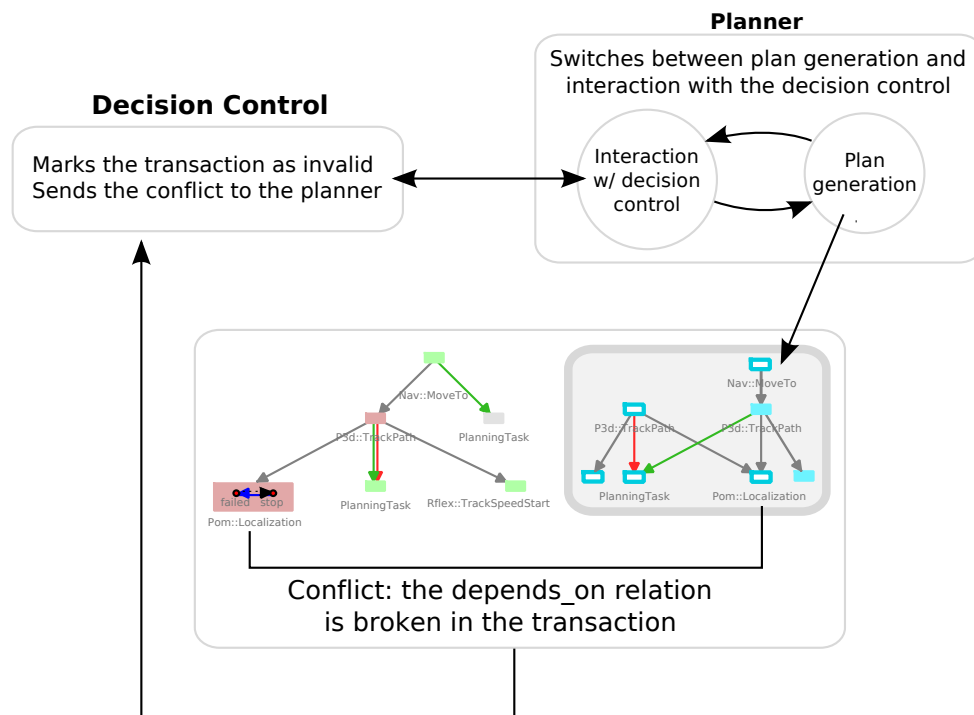 Planner
Switches between plan generation and
interaction with the decision control
Decision Control
Marks the transaction as invalid
Sends the conflict to the planner
Interaction
w/ decision
control
Plan
generation
Nav::MoveTo
P3d::TrackPath
PlanningTask
failed stop
Pom::Localization
PlanningTask
Rflex::TrackSpeedStart
Nav::MoveTo
P3d::TrackPath
P3d::TrackPath
PlanningTask
Pom::Localization
Conflict: the depends_on relation
is broken in the transaction